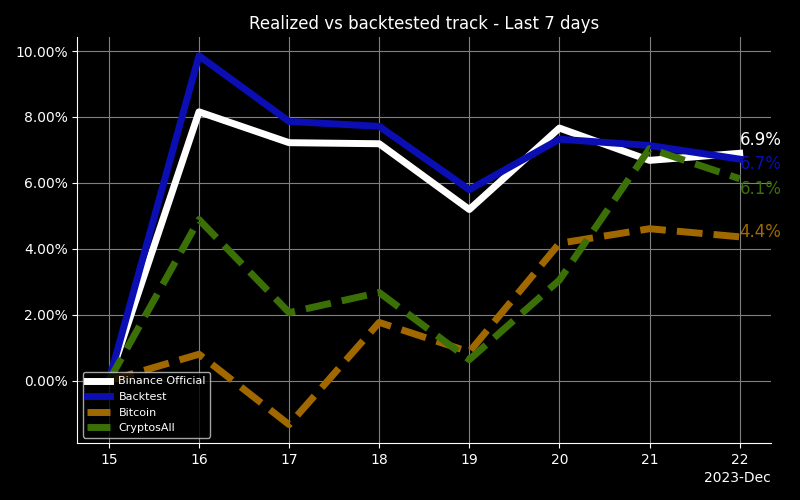 Realized vs backtested track - Last 7 days
10.00%
8.00%
6.00%
4.00%
2.00%
0.00%
6.9%
6.7%
6.1%
4.4%
Binance Official
Backtest
Bitcoin
CryptosAll
15 16 17 18 19 20 21 22
2023-Dec